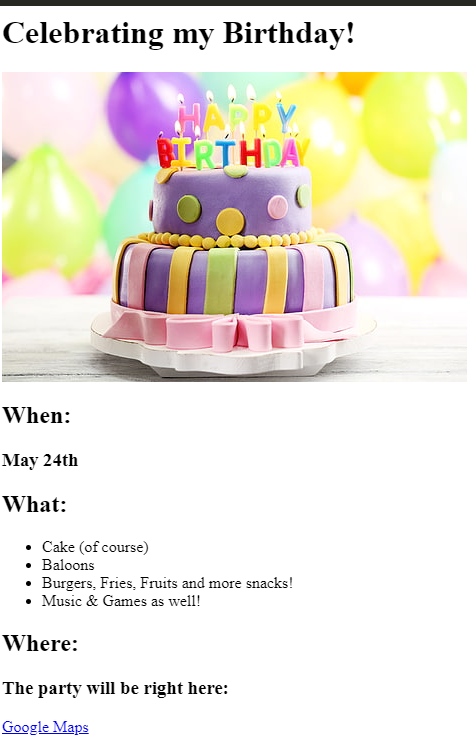 Celebrating my Birthday!
HAPPY
BIRTHDAY
When:
May 24th
What:
Cake (of course)
Baloons
Burgers, Fries, Fruits and more snacks!
Music & Games as well!
Where:
The party will be right here:
Google Maps